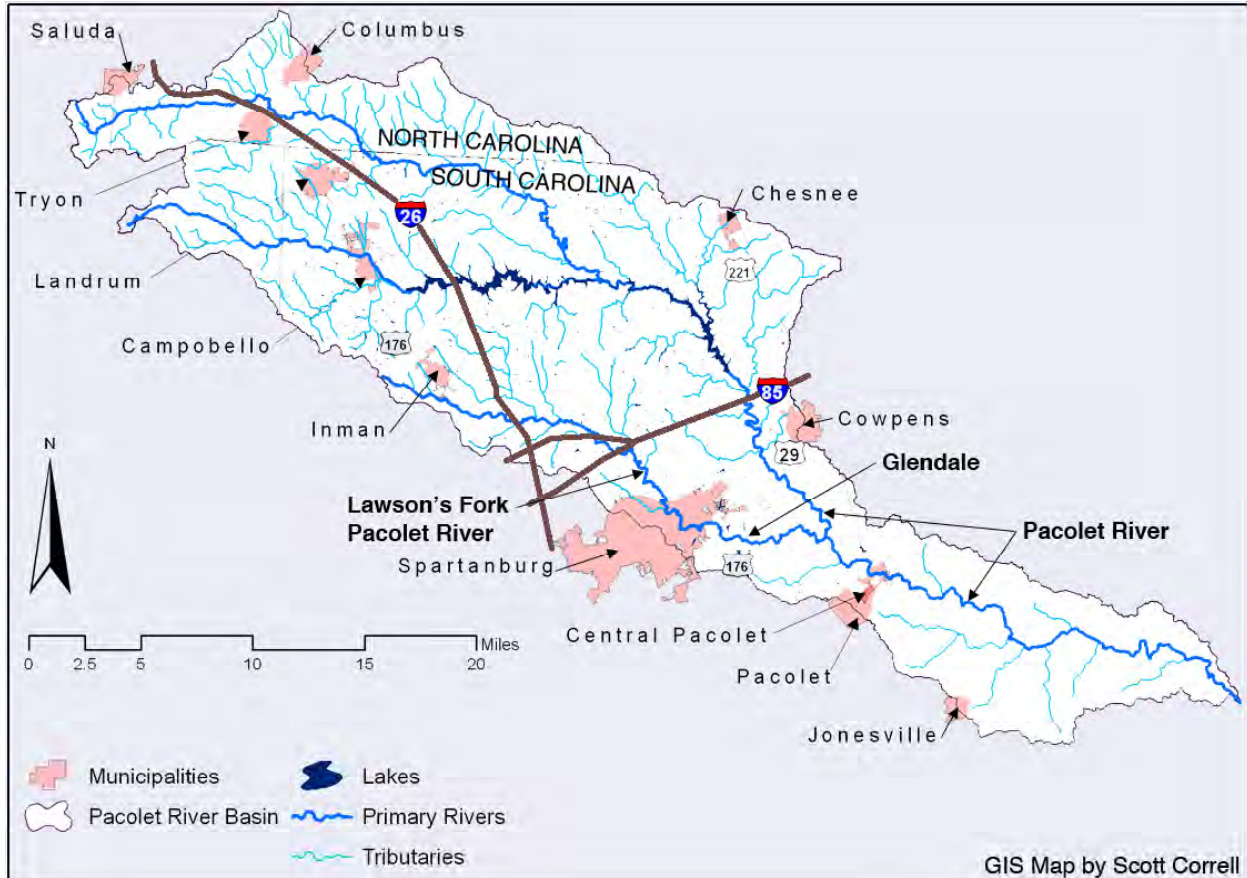 Saluda
Columbus
NORTH CAROLINA
SOUTH CAROLINA
Tryon
26
Chesnee
Landrum
221
Campobello
176
Inman
85
Cowpens
29
Glendale
N
Lawson's Fork
Pacolet River
Pacolet River
Spartanburg
176
Central Pacolet
Miles
0 2.5 5 10 15 20
Pacolet
Jonesville
Municipalities
Lakes
Pacolet River Basin
Primary Rivers
Tributaries
GIS Map by Scott Correll